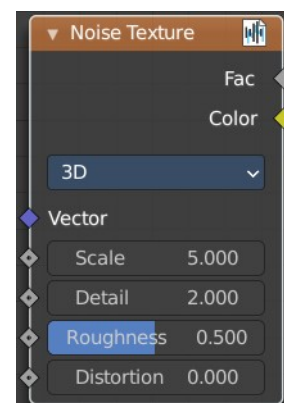 Noise Texture
Fac
Color
3D
Vector
Scale 5.000
Detail 2.000
Roughness 0.500
Distortion 0.000